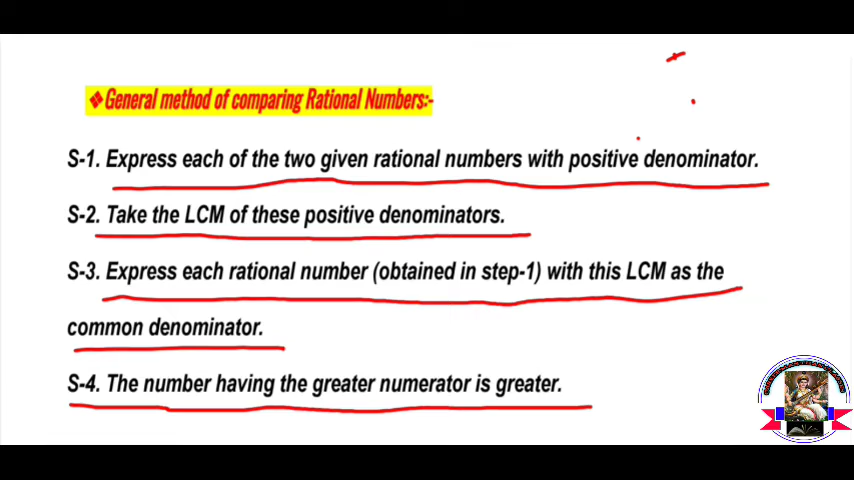 ❖General method of comparing Rational Numbers:-
S-1. Express each of the two given rational numbers with positive denominator.
S-2. Take the LCM of these positive denominators.
S-3. Express each rational number (obtained in step-1) with this LCM as the
common denominator.
S-4. The number having the greater numerator is greater.